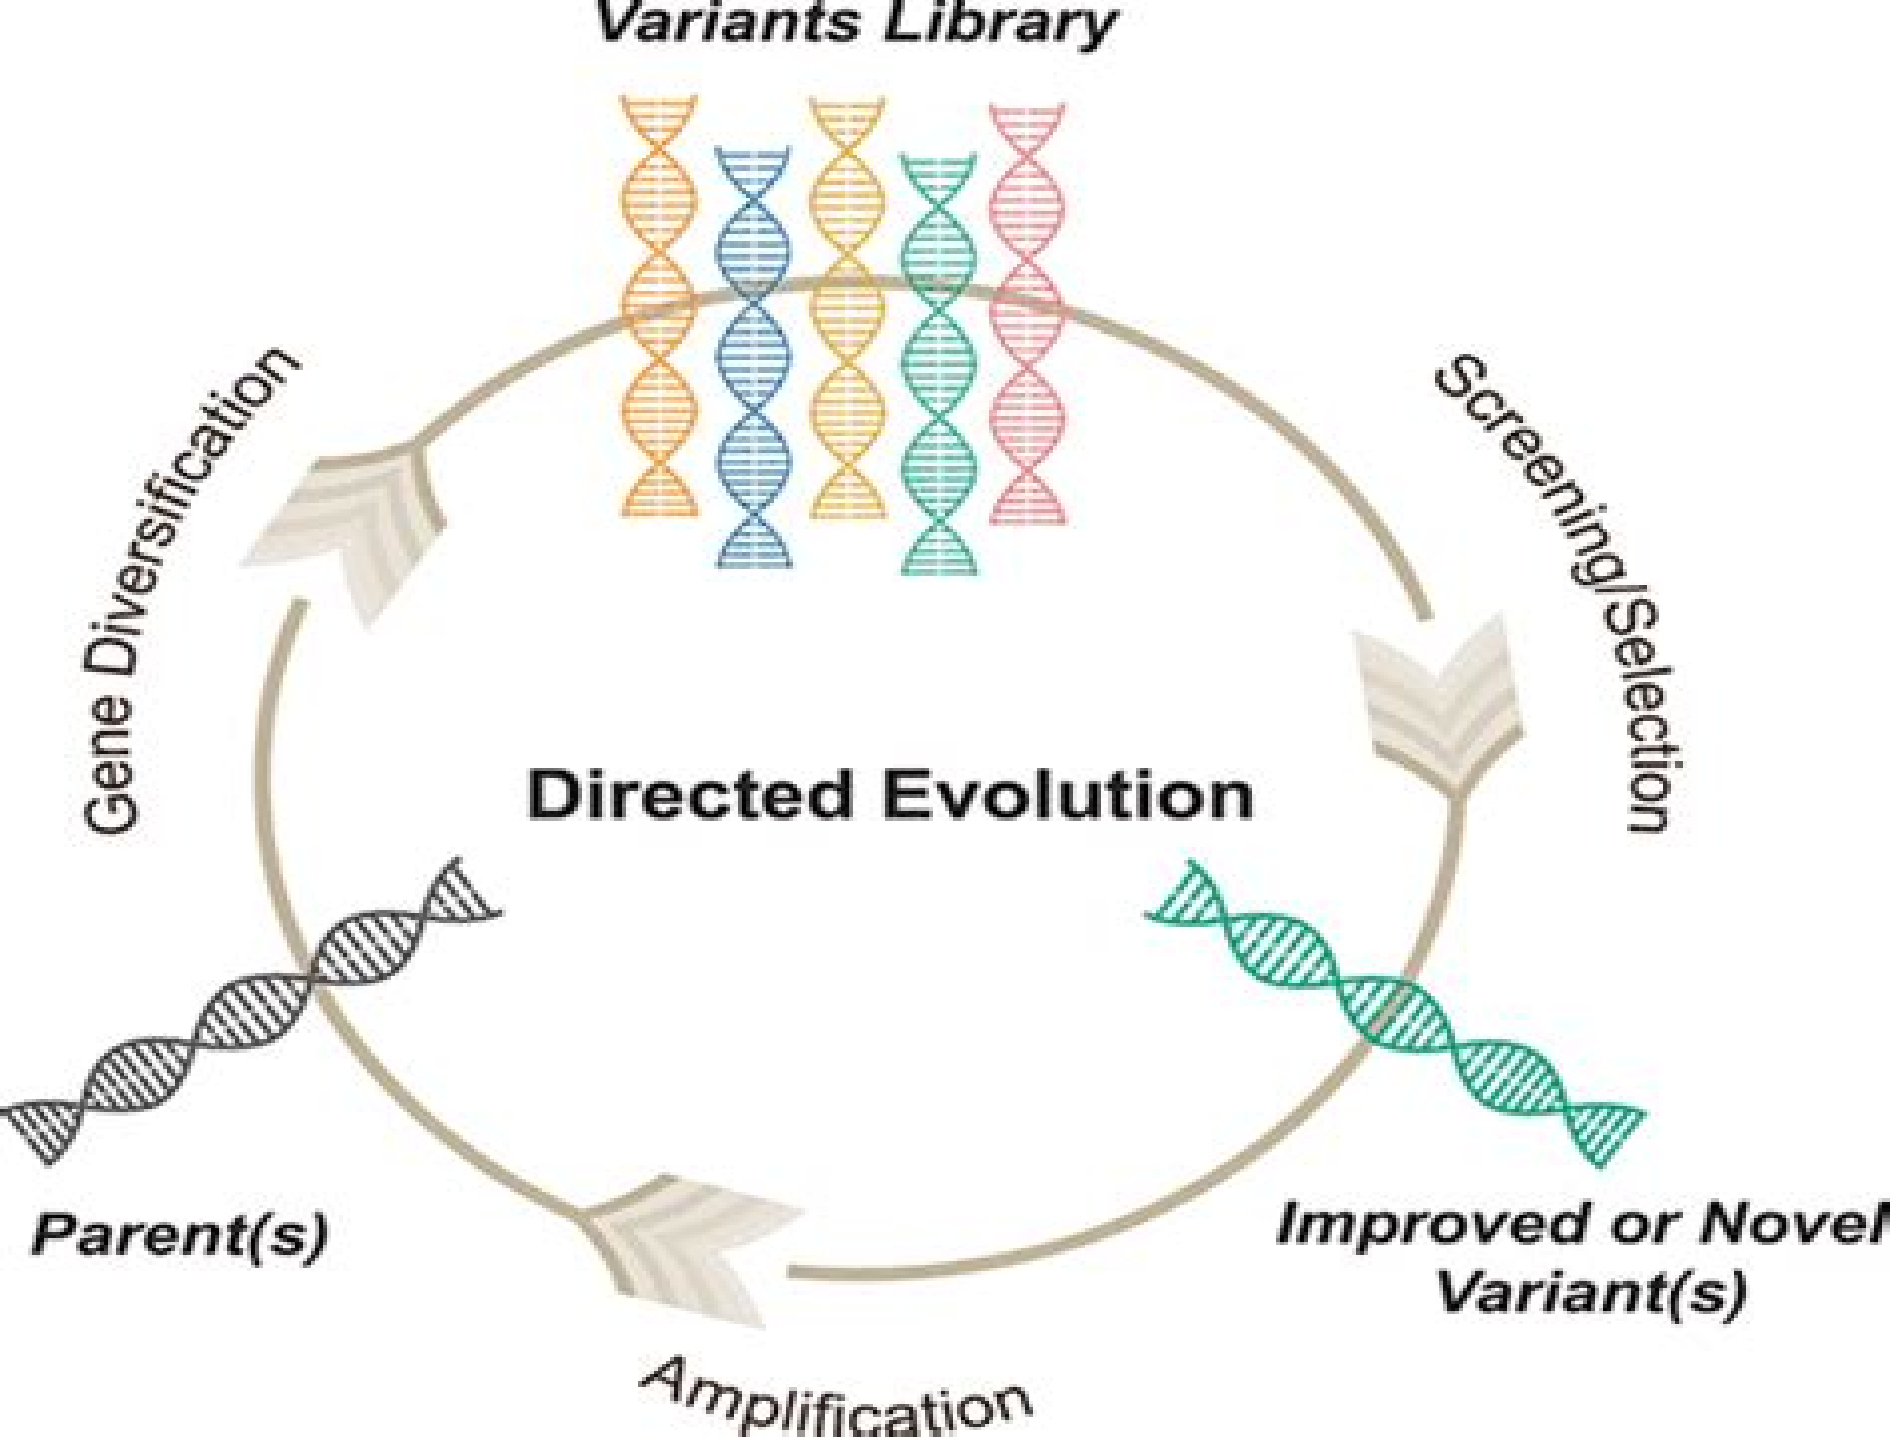 Variants Library
Gene Diversification
Screening/Selection
Directed Evolution
Parent(s)
Improved or Novel
Variant(s)
Amplification